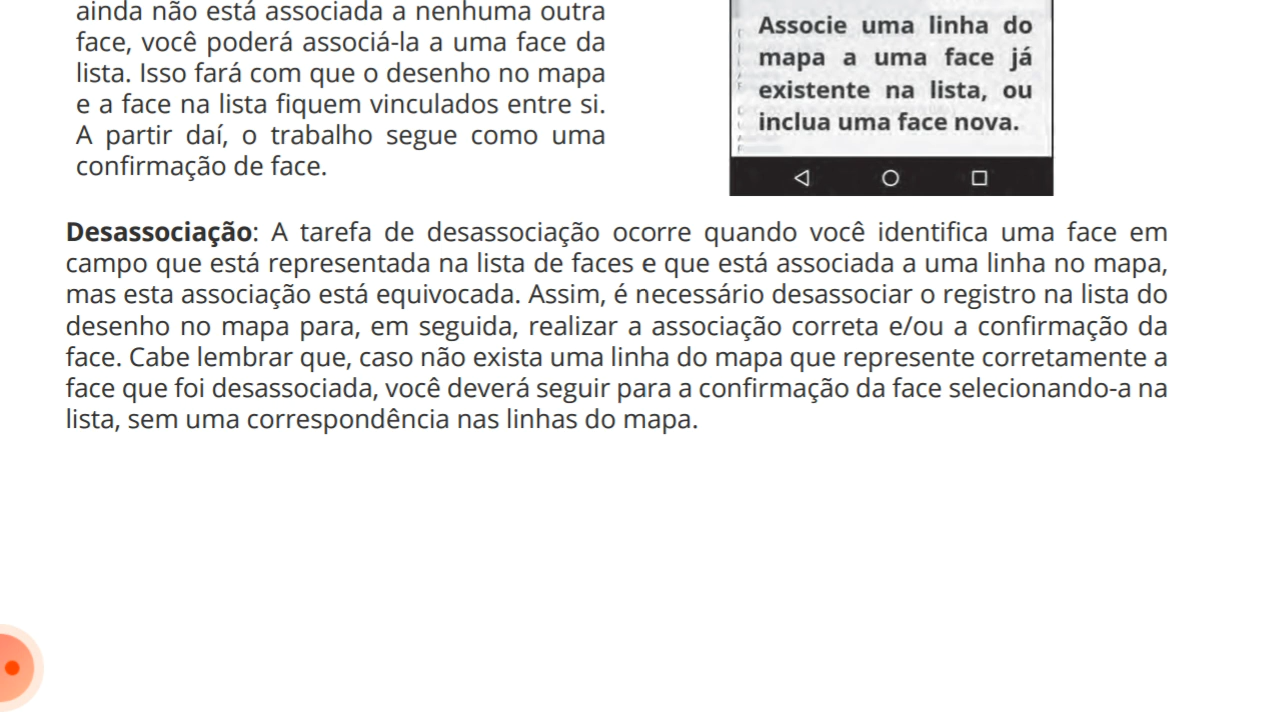 ainda não está associada a nenhuma outra
face, você poderá associá-la a uma face da
lista. Isso fará com que o desenho no mapa
e a face na lista fiquem vinculados entre si.
A partir daí, o trabalho segue como uma
confirmação de face.
Associe uma linha do
mapa a uma face já
existente na lista, ou
inclua uma face nova.
Desassociação: A tarefa de desassociação ocorre quando você identifica uma face em
campo que está representada na lista de faces e que está associada a uma linha no mapa,
mas esta associação está equivocada. Assim, é necessário desassociar o registro na lista do
desenho no mapa para, em seguida, realizar a associação correta e/ou a confirmação da
face. Cabe lembrar que, caso não exista uma linha do mapa que represente corretamente a
face que foi desassociada, você deverá seguir para a confirmação da face selecionando-a na
lista, sem uma correspondência nas linhas do mapa.